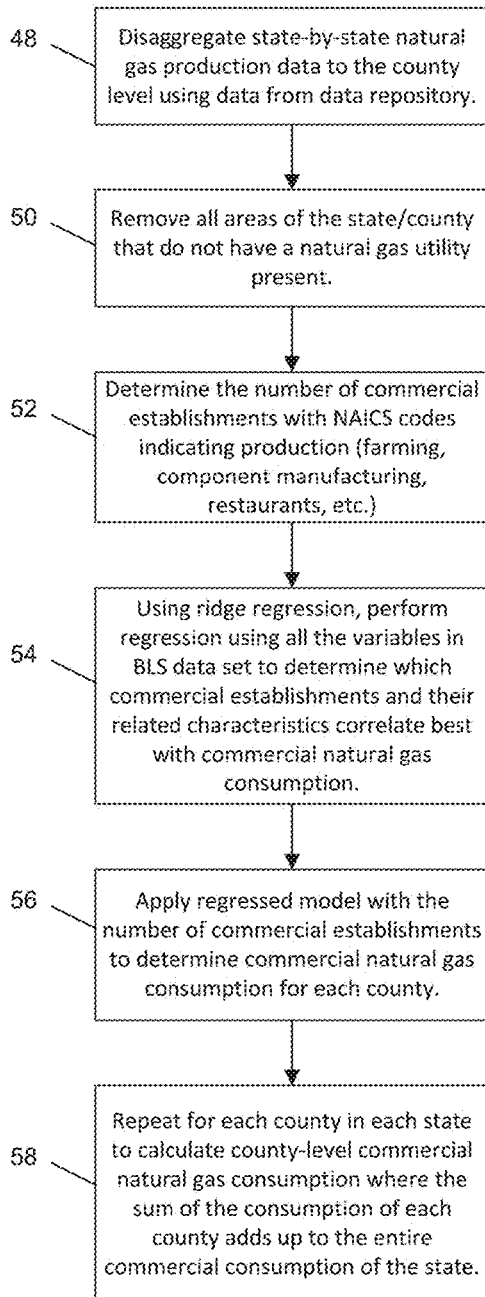 48
Disaggregate state-by-state natural
gas production data to the county
level using data from data repository.
50
Remove all areas of the state/county
that do not have a natural gas utility
present.
52
Determine the number of commercial
establishments with NAICS codes
indicating production (farming,
component manufacturing,
restaurants, etc.)
54
Using ridge regression, perform
regression using all the variables in
BLS data set to determine which
commercial establishments and their
related characteristics correlate best
with commercial natural gas
consumption.
56
Apply regressed model with the
number of commercial establishments
to determine commercial natural gas
consumption for each county.
58
Repeat for each county in each state
to calculate county-level commercial
natural gas consumption where the
sum of the consumption of each
county adds up to the entire
commercial consumption of the state.